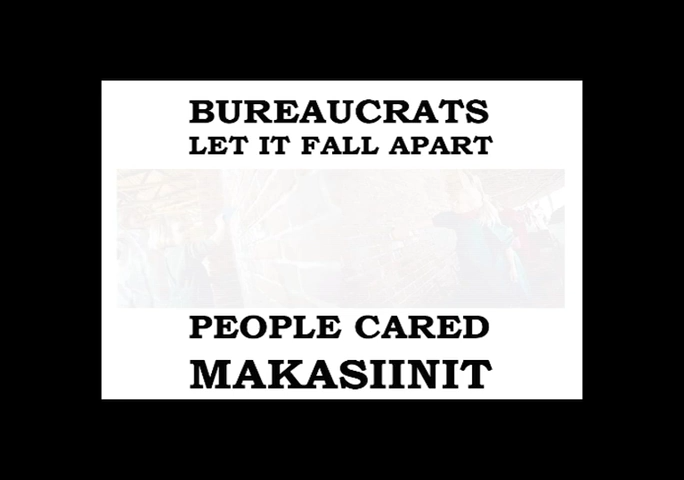 BUREAUCRATS
LET IT FALL APART
PEOPLE CARED
MAKASIINIT